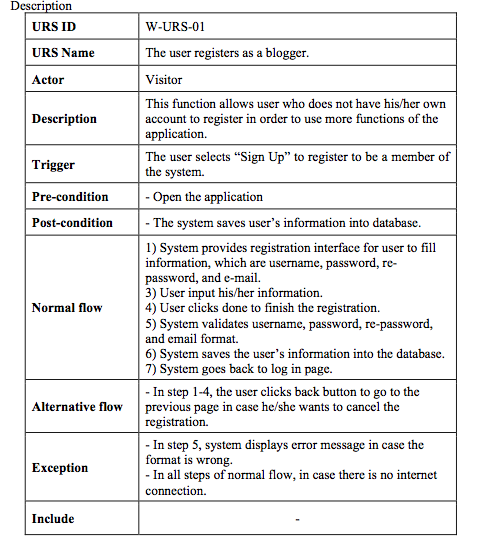 Description
URS ID W-URS-01
URS Name The user registers as a blogger.
Actor Visitor
Description This function allows user who does not have his/her own
account to register in order to use more functions of the
application.
Trigger The user selects “Sign Up” to register to be a member of
the system.
Pre-condition - Open the application
Post-condition - The system saves user’s information into database.
Normal flow 1) System provides registration interface for user to fill
information, which are username, password, re-
password, and e-mail.
3) User input his/her information.
4) User clicks done to finish the registration.
5) System validates username, password, re-password,
and email format.
6) System saves the user’s information into the database.
7) System goes back to log in page.
Alternative flow - In step 1-4, the user clicks back button to go to the
previous page in case he/she wants to cancel the
registration.
Exception - In step 5, system displays error message in case the
format is wrong.
- In all steps of normal flow, in case there is no internet
connection.
Include -